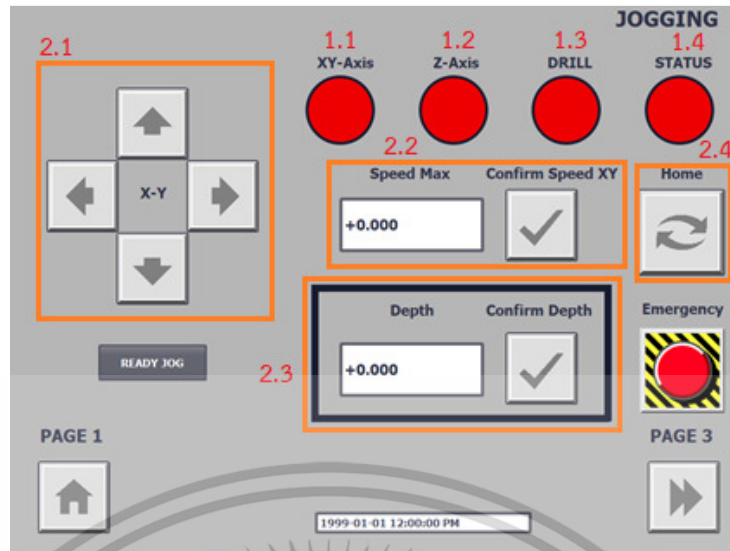 JOGGING
2.1
1.1
1.2
1.3
1.4
XY-Axis
Z-Axis
DRILL
STATUS
2.2
2.4
Speed Max
Confirm Speed XY
Home
X-Y
+0.000
Depth
Confirm Depth
Emergency
READY JOG
2.3
+0.000
PAGE 1
PAGE 3
1999-01-01 12:00:00 PM